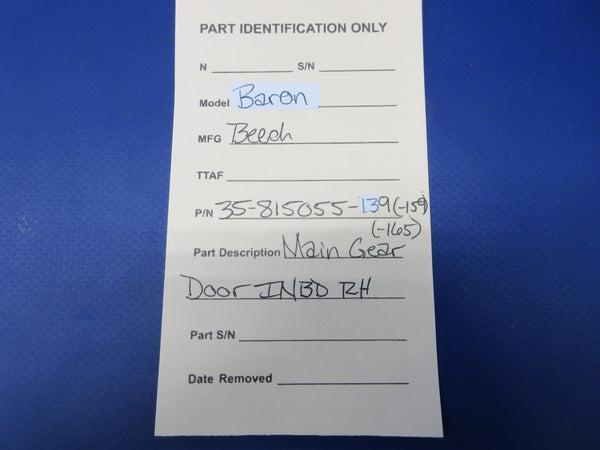 PART IDENTIFICATION ONLY
N S/N
Model Baron
MFG Beech
TTAF
P/N 35-815055-139 (-159)
(-165)
Part Description Main Gear
Door INBD RH
Part S/N
Date Removed